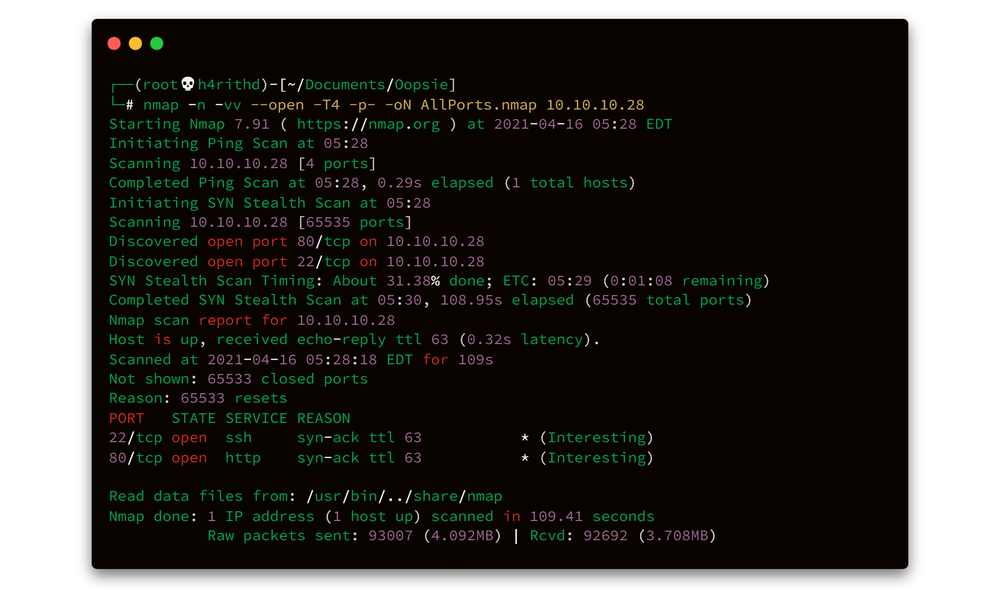 ┌──(root💀h4rithd)-[~/Documents/Oopsie]
└─# nmap -n -vv --open -T4 -p- -oN AllPorts.nmap 10.10.10.28
Starting Nmap 7.91 ( https://nmap.org ) at 2021-04-16 05:28 EDT
Initiating Ping Scan at 05:28
Scanning 10.10.10.28 [4 ports]
Completed Ping Scan at 05:28, 0.29s elapsed (1 total hosts)
Initiating SYN Stealth Scan at 05:28
Scanning 10.10.10.28 [65535 ports]
Discovered open port 80/tcp on 10.10.10.28
Discovered open port 22/tcp on 10.10.10.28
SYN Stealth Scan Timing: About 31.38% done; ETC: 05:29 (0:01:08 remaining)
Completed SYN Stealth Scan at 05:30, 108.95s elapsed (65535 total ports)
Nmap scan report for 10.10.10.28
Host is up, received echo-reply ttl 63 (0.32s latency).
Scanned at 2021-04-16 05:28:18 EDT for 109s
Not shown: 65533 closed ports
Reason: 65533 resets
PORT   STATE SERVICE REASON
22/tcp open  ssh     syn-ack ttl 63           * (Interesting)
80/tcp open  http    syn-ack ttl 63           * (Interesting)
Read data files from: /usr/bin/../share/nmap
Nmap done: 1 IP address (1 host up) scanned in 109.41 seconds
           Raw packets sent: 93007 (4.092MB) | Rcvd: 92692 (3.708MB)